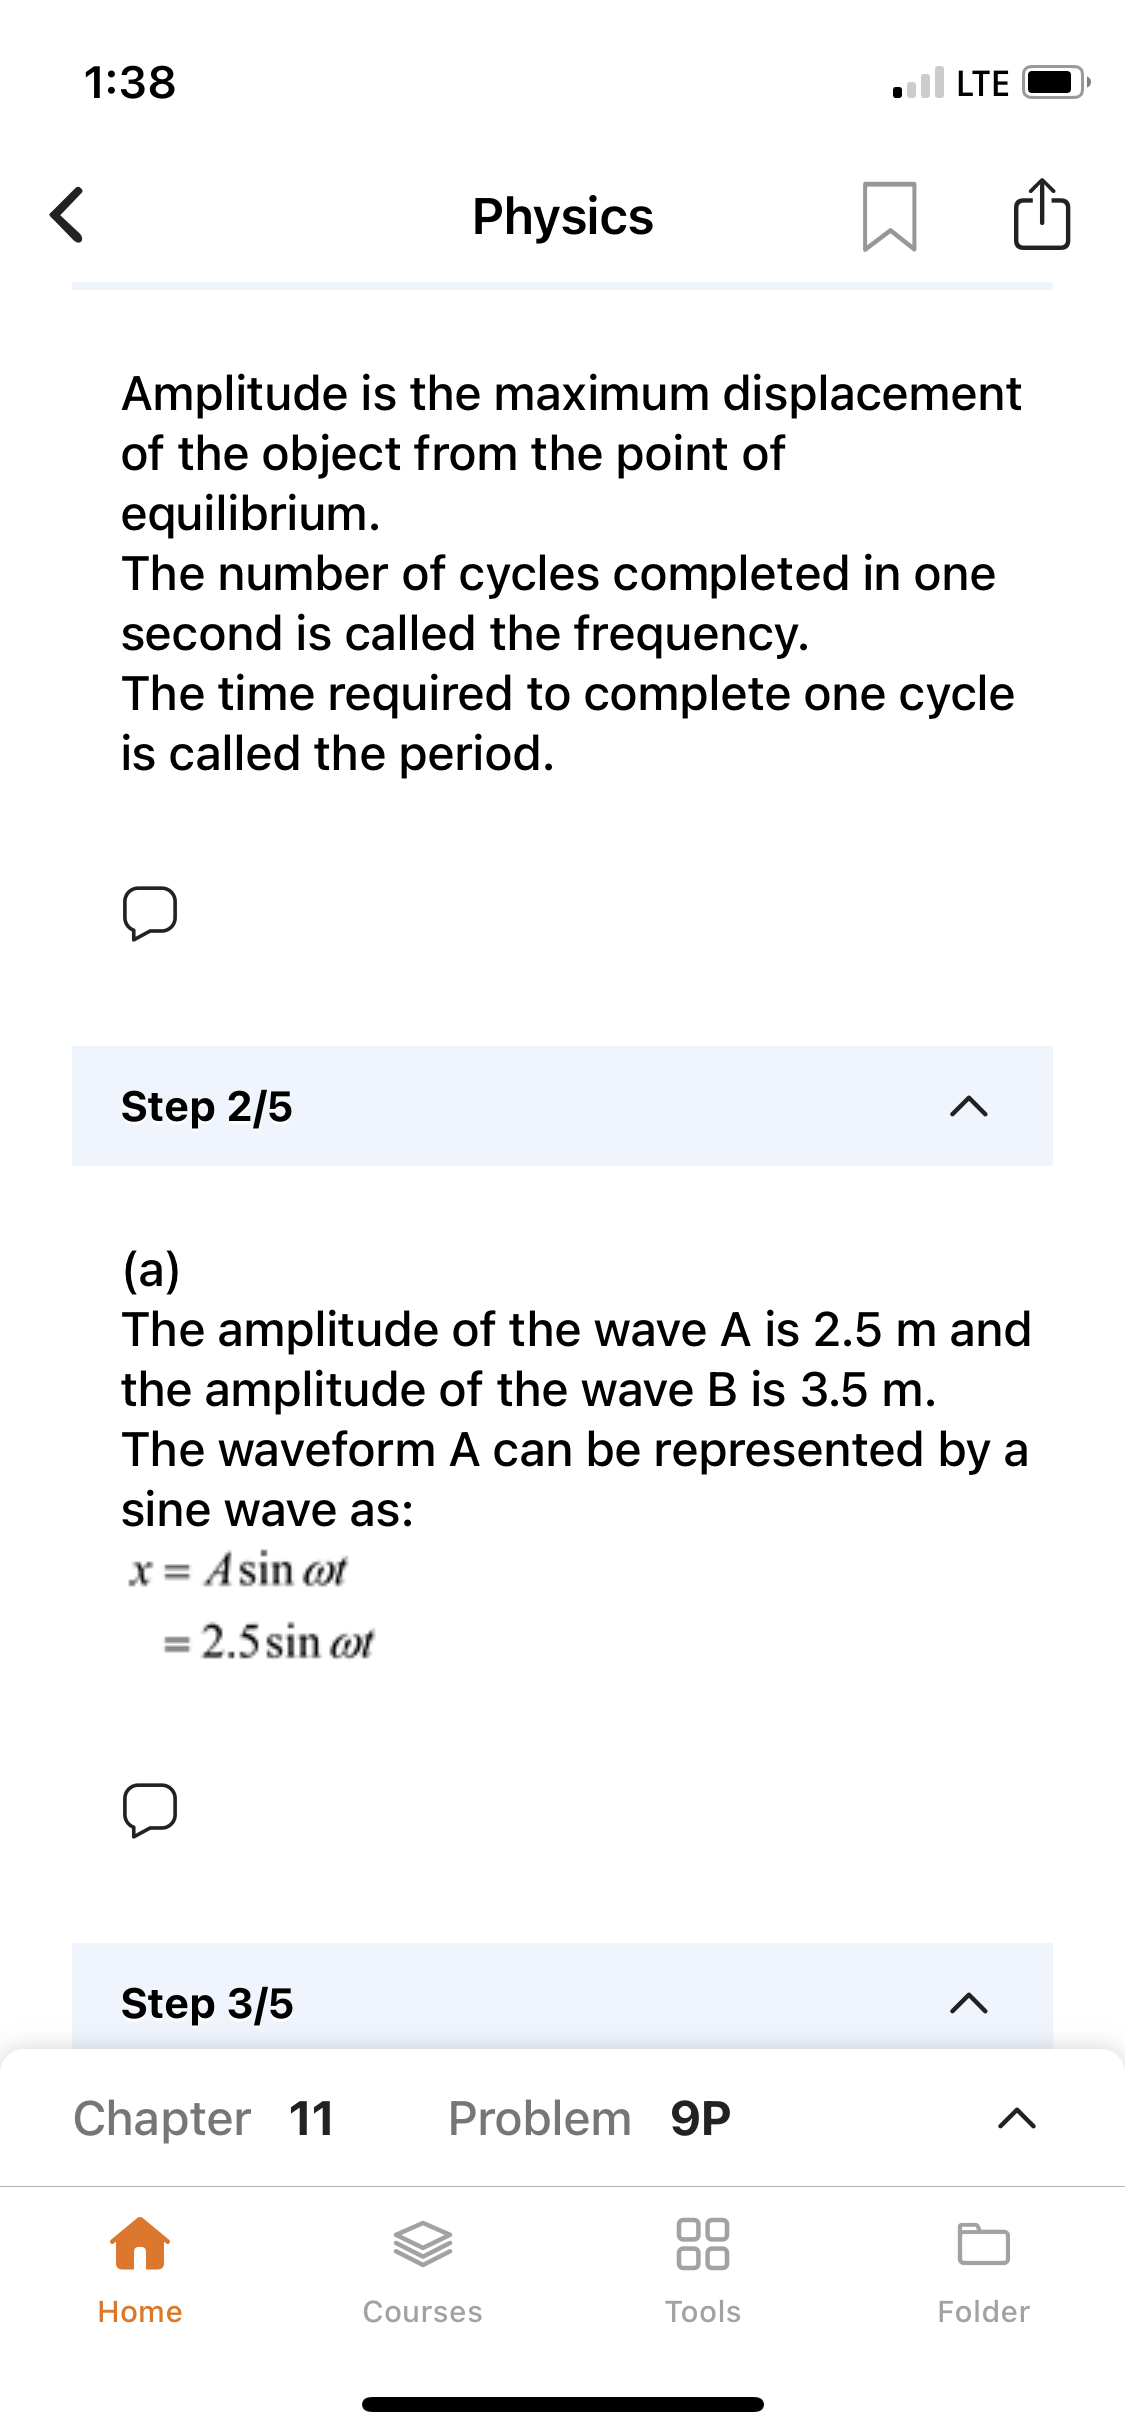 1:38
LTE
Physics
Amplitude is the maximum displacement
of the object from the point of
equilibrium.
The number of cycles completed in one
second is called the frequency.
The time required to complete one cycle
is called the period.
Step 2/5
(a)
The amplitude of the wave A is 2.5 m and
the amplitude of the wave B is 3.5 m.
The waveform A can be represented by a
sine wave as:
x = A sin ωt
= 2.5 sin ωt
Step 3/5
Chapter 11 Problem 9P
Home Courses Tools Folder